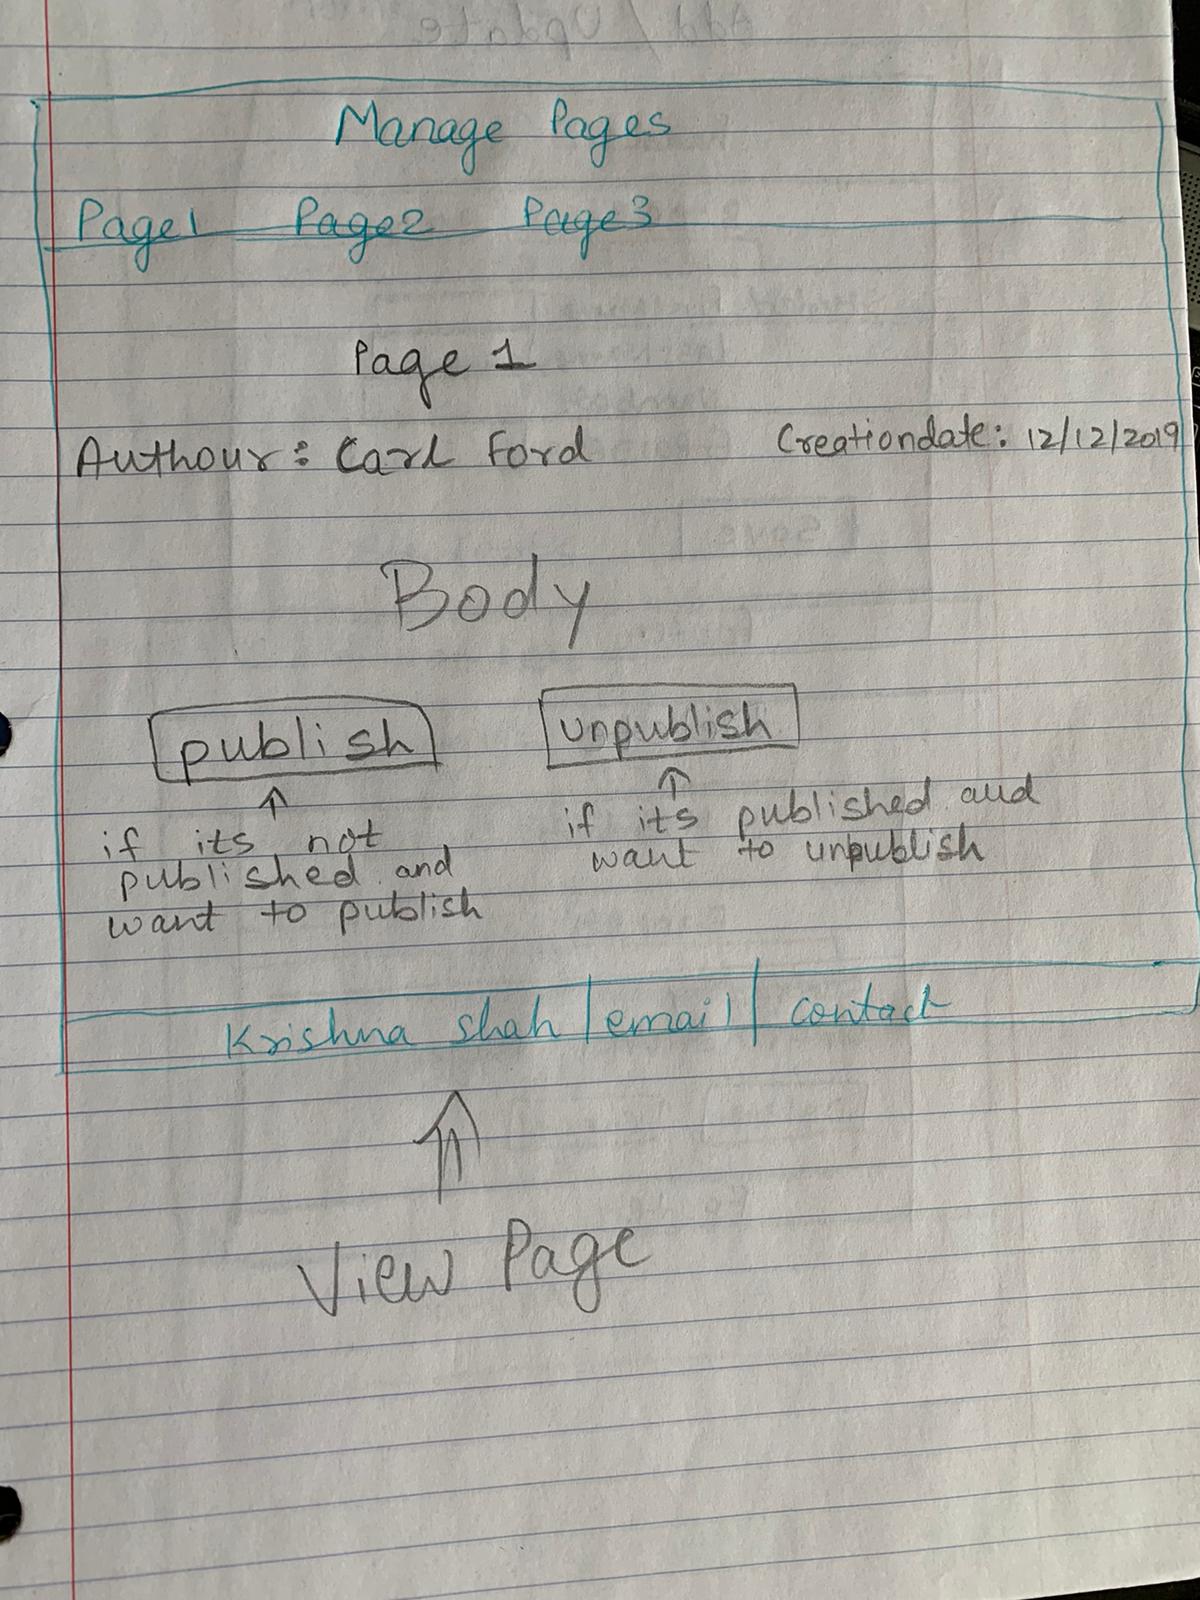 Add / Update
Manage Pages
Page1 Page2 Page3
Page 1
Authour: Carl Ford Creationdate: 12/12/2019
Body
publish unpublish
if its not
published and
want to publish
if its published and
want to unpublish
Krishna shah | email | contact
View Page